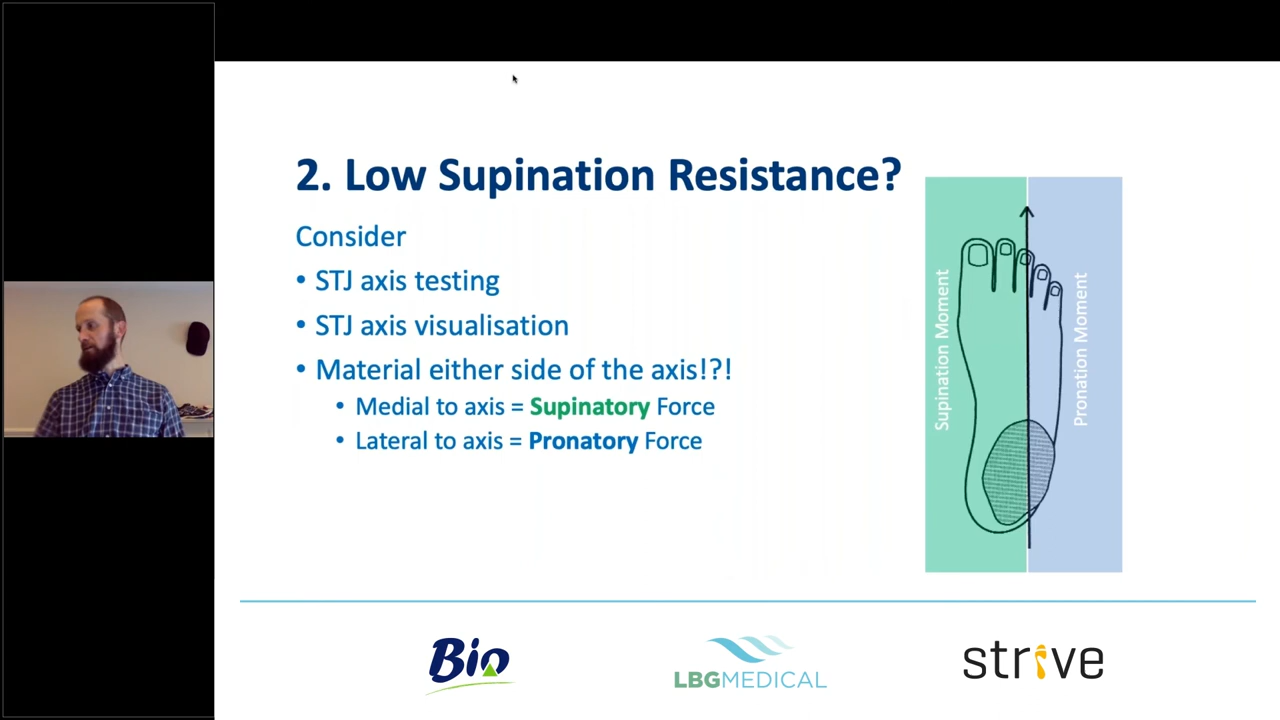 2. Low Supination Resistance?
Consider
• STJ axis testing
• STJ axis visualisation
• Material either side of the axis!?!
• Medial to axis = Supinatory Force
• Lateral to axis = Pronatory Force
Supination Moment
Pronation Moment
Bio
LBGMEDICAL
strive